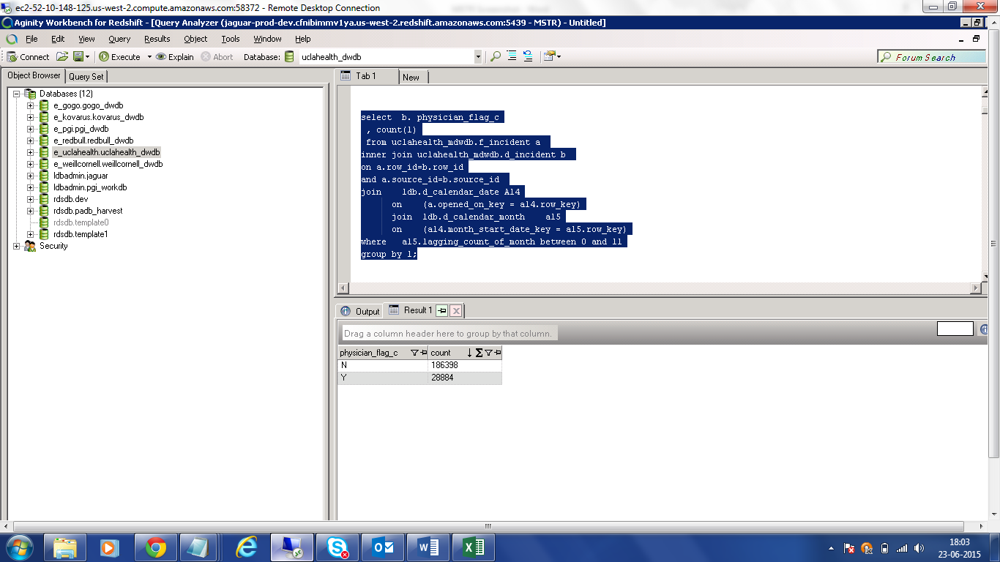 ec2-52-10-148-125.us-west-2.compute.amazonaws.com:58372 - Remote Desktop Connection
Aginity Workbench for Redshift - [Query Analyzer (jaguar-prod-dev.cfnibimmv1ya.us-west-2.redshift.amazonaws.com:5439 - MSTR) - Untitled]
File Edit View Query Results Object Tools Window Help
Connect Execute Explain Abort Database: uclahealth_dwdb Forum Search
Object Browser Query Set
Databases (12)
e_gogo.gogo_dwdb
e_kovarus.kovarus_dwdb
e_pgi.pgi_dwdb
e_redbull.redbull_dwdb
e_uclahealth.uclahealth_dwdb
e_weillcornell.weillcornell_dwdb
ldbadmin.jaguar
ldbadmin.pgi_workdb
rdsdb.dev
rdsdb.padb_harvest
rdsdb.template0
rdsdb.template1
Security
Tab 1 New
select b. physician_flag_c
, count(1)
from uclahealth_mdwdb.f_incident a
inner join uclahealth_mdwdb.d_incident b
on a.row_id=b.row_id
and a.source_id=b.source_id
join ldb.d_calendar_date A14
on (a.opened_on_key = a14.row_key)
join ldb.d_calendar_month a15
on (a14.month_start_date_key = a15.row_key)
where a15.lagging_count_of_month between 0 and 11
group by 1;
Output Result 1
Drag a column header here to group by that column.
physician_flag_c count
N 186398
Y 28884
18:03
23-06-2015